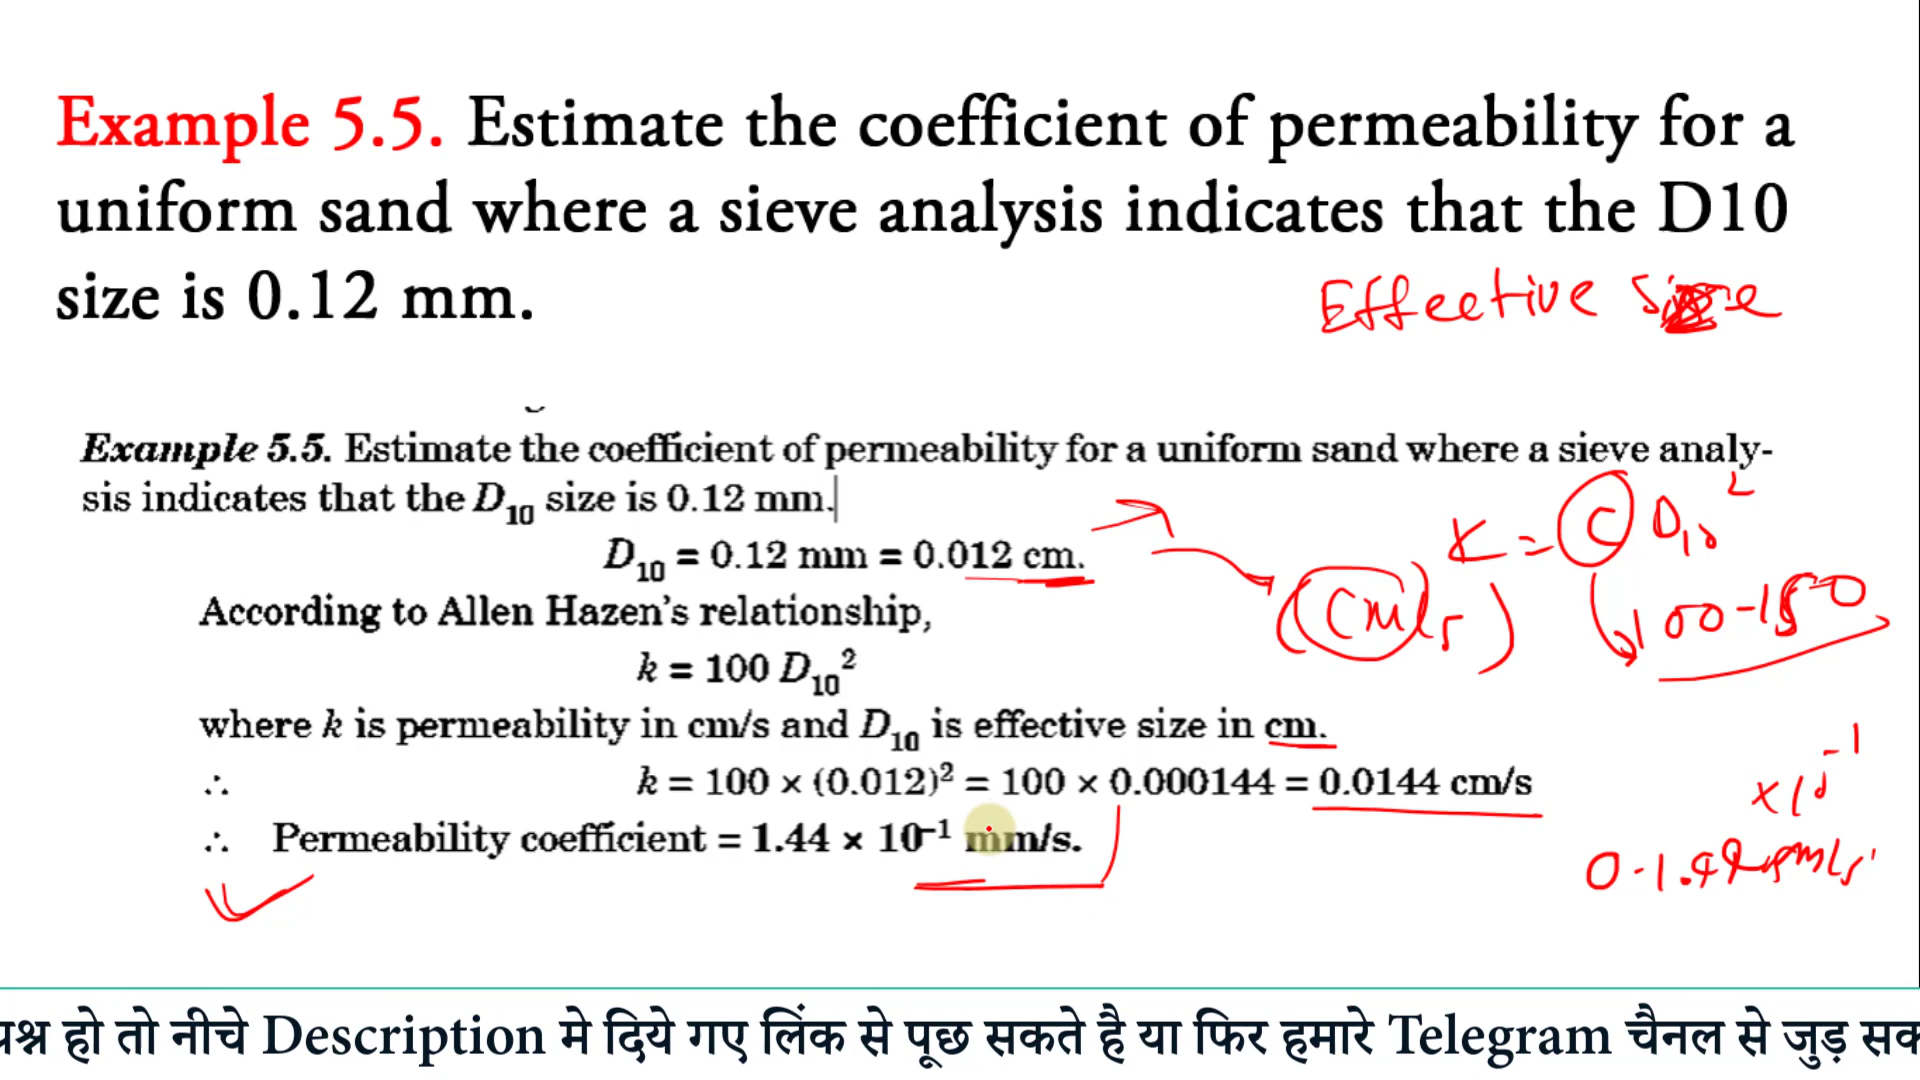 Example 5.5. Estimate the coefficient of permeability for a
uniform sand where a sieve analysis indicates that the D10
size is 0.12 mm.
Effective Size
Example 5.5. Estimate the coefficient of permeability for a uniform sand where a sieve analy-
sis indicates that the D₁₀ size is 0.12 mm.
K = C D₁₀²
D₁₀ = 0.12 mm = 0.012 cm.
(cm/s)
100-150
According to Allen Hazen's relationship,
k = 100 D₁₀²
where k is permeability in cm/s and D₁₀ is effective size in cm.
∴ k = 100 × (0.012)² = 100 × 0.000144 = 0.0144 cm/s
×10⁻¹
∴ Permeability coefficient = 1.44 × 10⁻¹ mm/s.
हो तो नीचे Description मे दिये गए लिंक से पूछ सकते है या फिर हमारे Telegram चैनल से जुड़